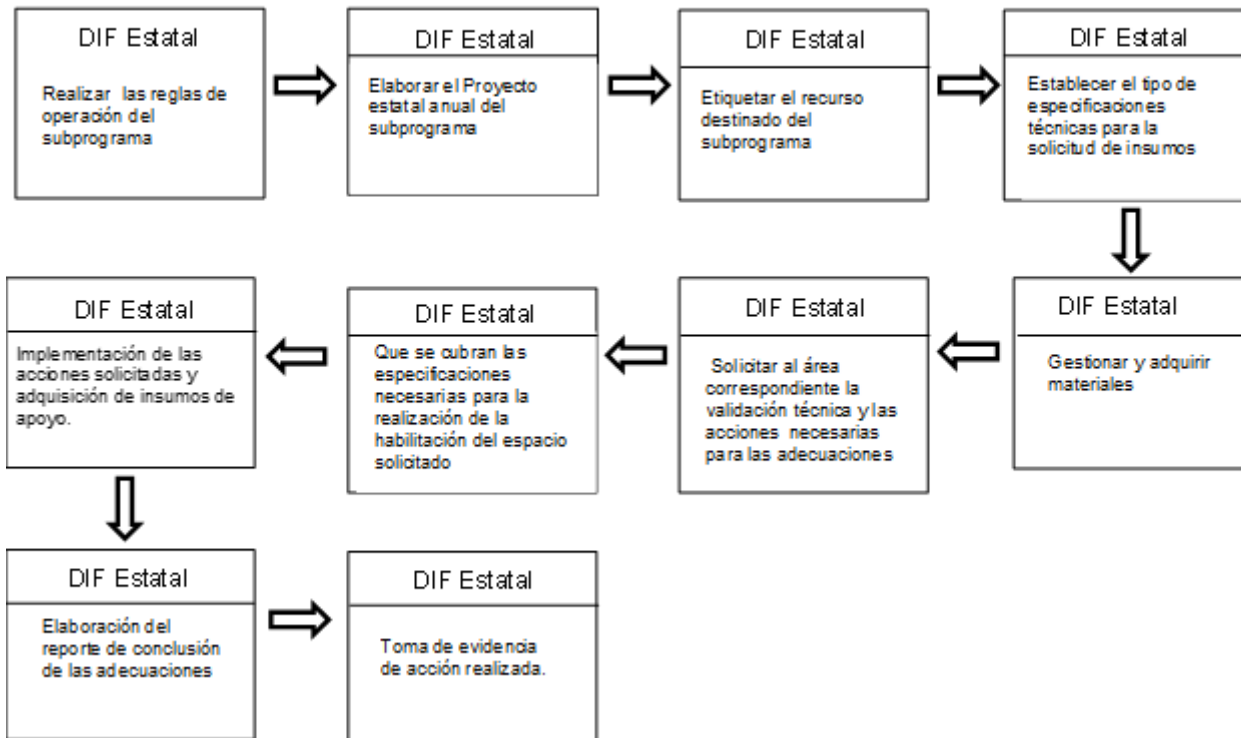 DIF Estatal
Realizar las reglas de
operación del
subprograma
DIF Estatal
Elaborar el Proyecto
estatal anual del
subprograma
DIF Estatal
Etiquetar el recurso
destinado del
subprograma
DIF Estatal
Establecer el tipo de
especificaciones
técnicas para la
solicitud de insumos
DIF Estatal
Gestionar y adquirir
materiales
DIF Estatal
Solicitar al área
correspondiente la
validación técnica y las
acciones necesarias
para las adecuaciones
DIF Estatal
Que se cubran las
especificaciones
necesarias para la
realización de la
habilitación del espacio
solicitado
DIF Estatal
Implementación de las
acciones solicitadas y
adquisición de insumos de
apoyo.
DIF Estatal
Elaboración del
reporte de conclusión
de las adecuaciones
DIF Estatal
Toma de evidencia
de acción realizada.